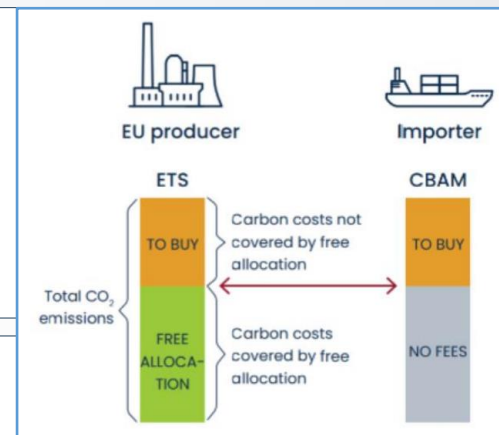 EU producer
Importer
ETS
CBAM
TO BUY
Carbon costs not
covered by free
allocation
TO BUY
Total CO₂
emissions
FREE
ALLOCA-
TION
Carbon costs
covered by free
allocation
NO FEES